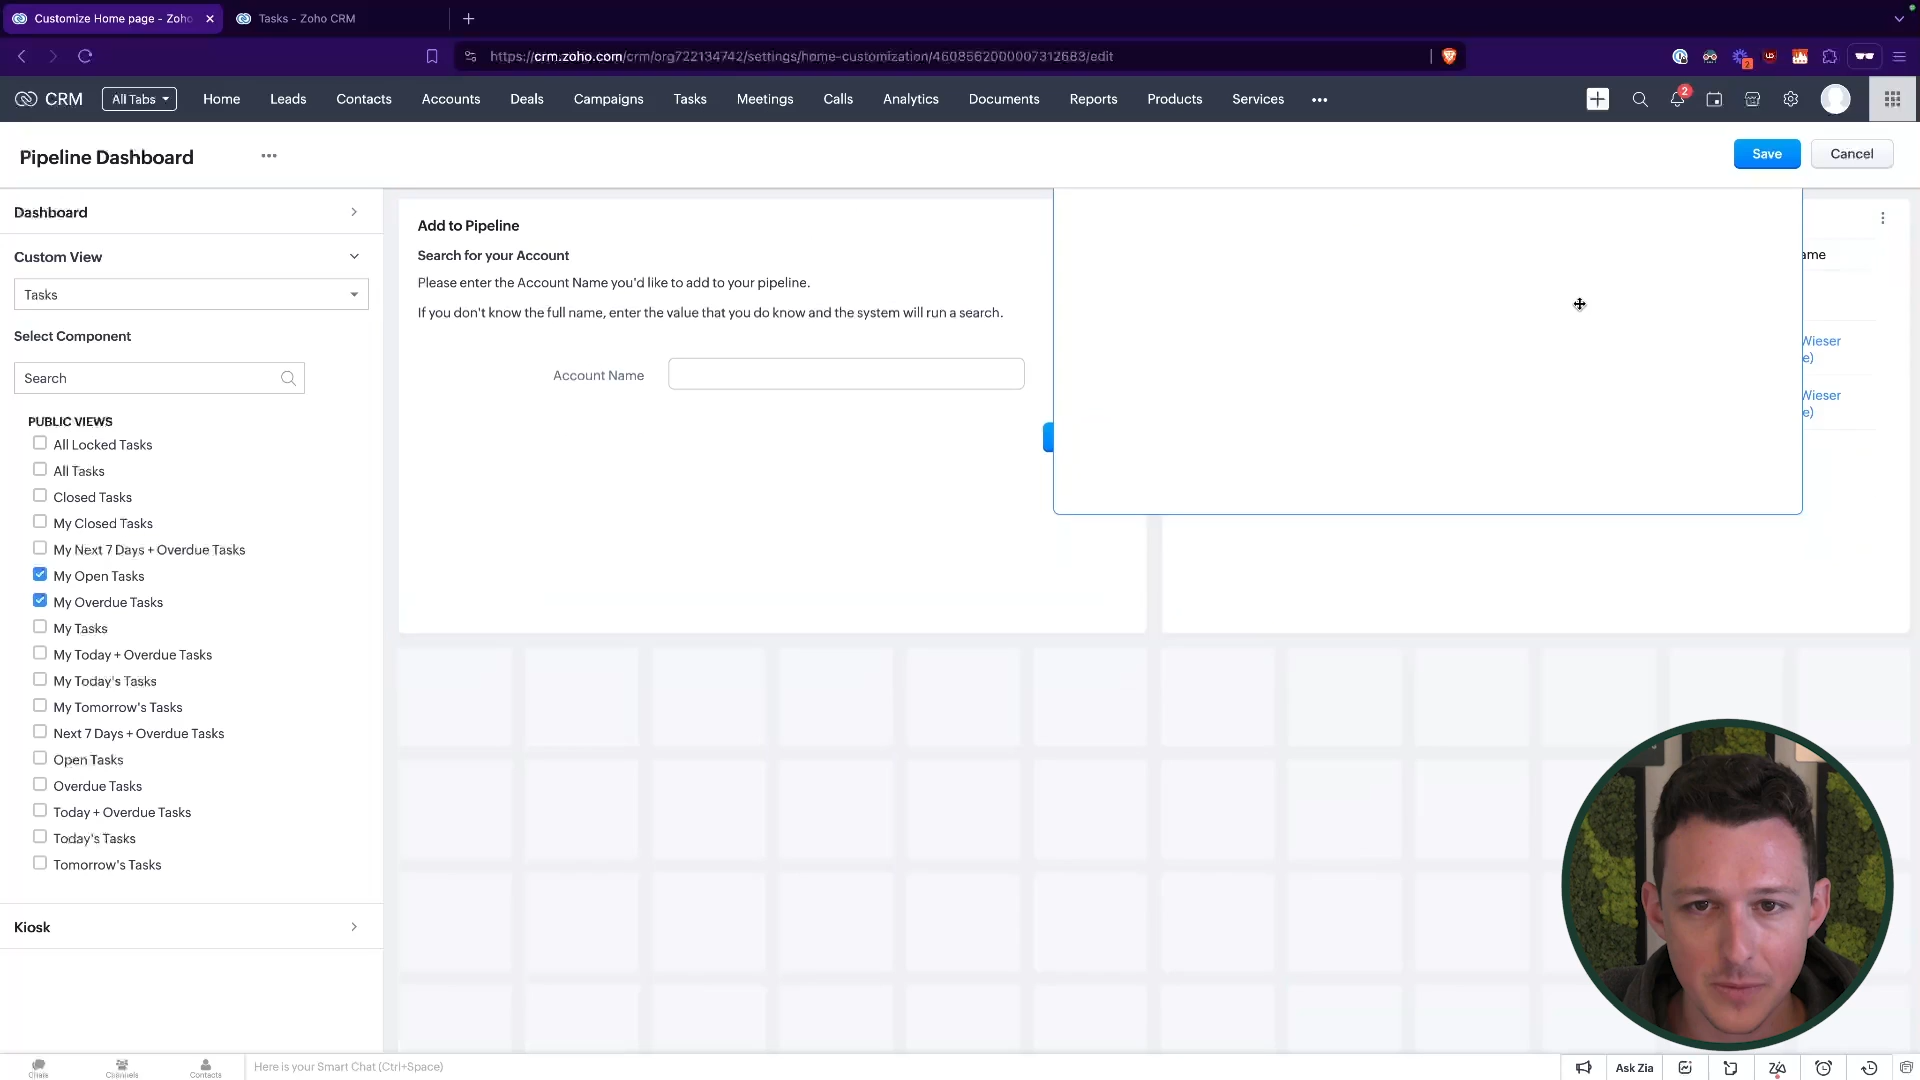 Customize Home page - Zoho
Tasks - Zoho CRM
https://crm.zoho.com/crm/org722134742/settings/home-customization/4608562000007312683/edit
2
CRM
All Tabs
Home
Leads
Contacts
Accounts
Deals
Campaigns
Tasks
Meetings
Calls
Analytics
Documents
Reports
Products
Services
2
Pipeline Dashboard
Save
Cancel
Dashboard
Custom View
Tasks
Select Component
Search
PUBLIC VIEWS
All Locked Tasks
All Tasks
Closed Tasks
My Closed Tasks
My Next 7 Days + Overdue Tasks
My Open Tasks
My Overdue Tasks
My Tasks
My Today + Overdue Tasks
My Today's Tasks
My Tomorrow's Tasks
Next 7 Days + Overdue Tasks
Open Tasks
Overdue Tasks
Today + Overdue Tasks
Today's Tasks
Tomorrow's Tasks
Kiosk
Add to Pipeline
Search for your Account
Please enter the Account Name you'd like to add to your pipeline.
If you don't know the full name, enter the value that you do know and the system will run a search.
Account Name
ame
Wieser
e)
Wieser
e)
Chats
Channels
Contacts
Here is your Smart Chat (Ctrl+Space)
Ask Zia